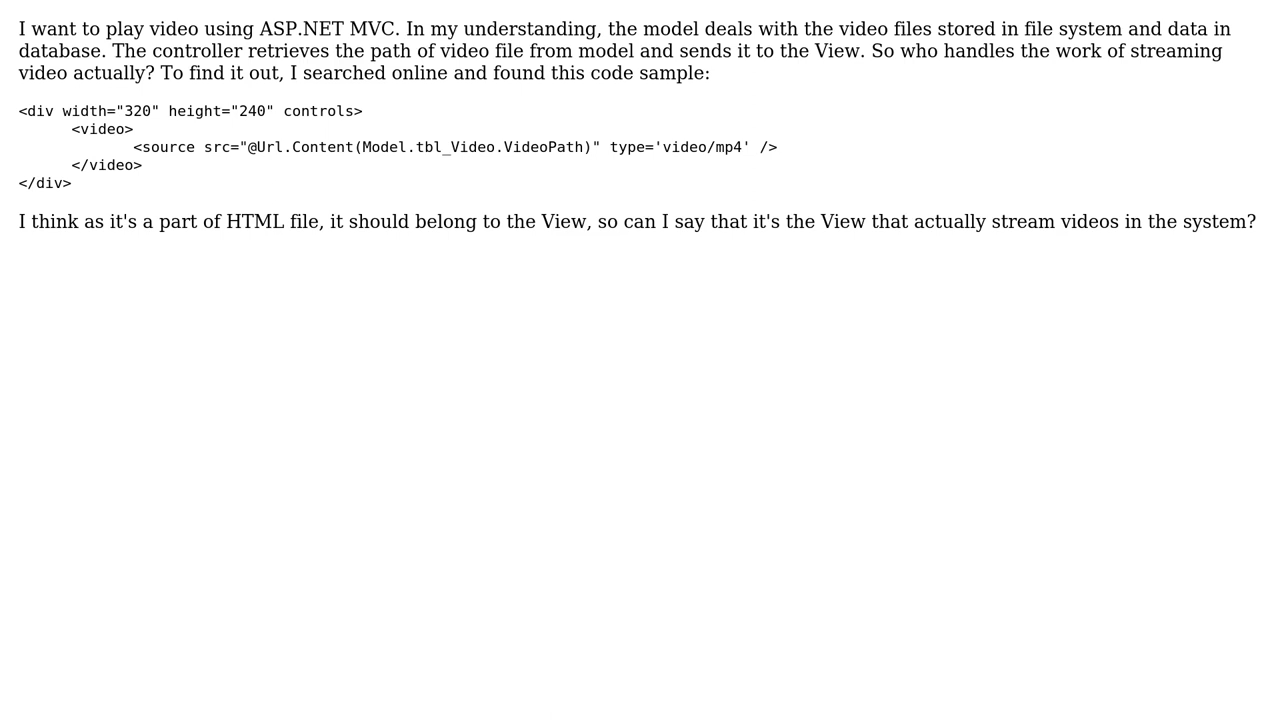 I want to play video using ASP.NET MVC. In my understanding, the model deals with the video files stored in file system and data in
database. The controller retrieves the path of video file from model and sends it to the View. So who handles the work of streaming
video actually? To find it out, I searched online and found this code sample:
<div width="320" height="240" controls>
      <video>
             <source src="@Url.Content(Model.tbl_Video.VideoPath)" type='video/mp4' />
      </video>
</div>
I think as it's a part of HTML file, it should belong to the View, so can I say that it's the View that actually stream videos in the system?